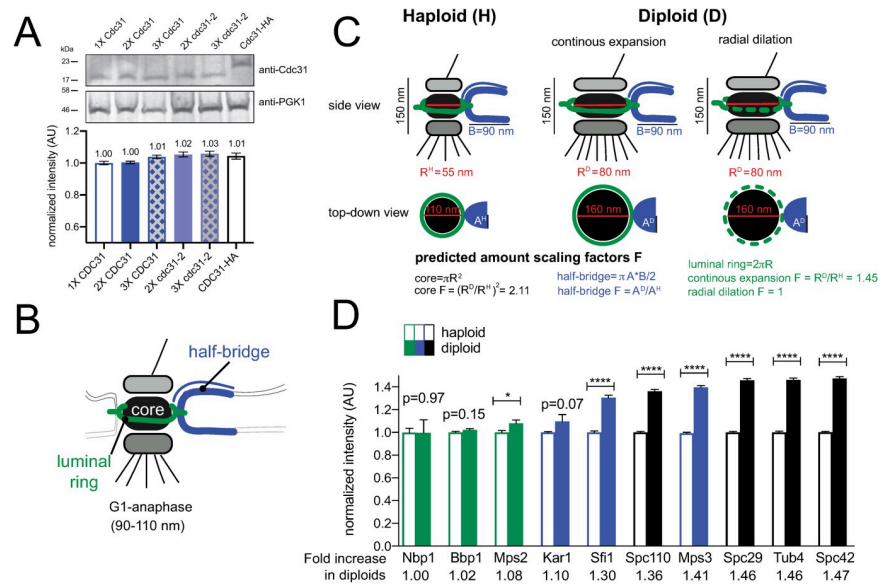 A
1X Cdc31
2X Cdc31
3X Cdc31
2X cdc31-2
3X cdc31-2
Cdc31-HA
kDa
23
17
anti-Cdc31
58
46
anti-PGK1
normalized intensity (AU)
1.2
1.0
0.8
0.6
1.00
1.00
1.01
1.02
1.03
1.01
1X CDC31
2X CDC31
3X CDC31
2X cdc31-2
3X cdc31-2
CDC31-HA
B
half-bridge
core
luminal
ring
G1-anaphase
(90-110 nm)
C
Haploid (H)
Diploid (D)
continous expansion
radial dilation
side view
150 nm
150 nm
150 nm
B=90 nm
B=90 nm
B=90 nm
R^H=55 nm
R^D=80 nm
R^D=80 nm
top-down view
110 nm
A^H
160 nm
A^D
160 nm
A^D
predicted amount scaling factors F
core=πR²
core F = (R^D/R^H)²= 2.11
half-bridge= π A*B/2
half-bridge F = A^D/A^H
luminal ring=2πR
continous expansion F = R^D/R^H = 1.45
radial dilation F = 1
D
haploid
diploid
normalized intensity (AU)
1.4
1.2
1.0
0.8
0.6
0.4
0.2
0.0
p=0.97
p=0.15
*
p=0.07
****
****
****
****
****
****
Nbp1 Bbp1 Mps2 Kar1 Sfi1 Spc110 Mps3 Spc29 Tub4 Spc42
Fold increase
in diploids 1.00 1.02 1.08 1.10 1.30 1.36 1.41 1.46 1.46 1.47